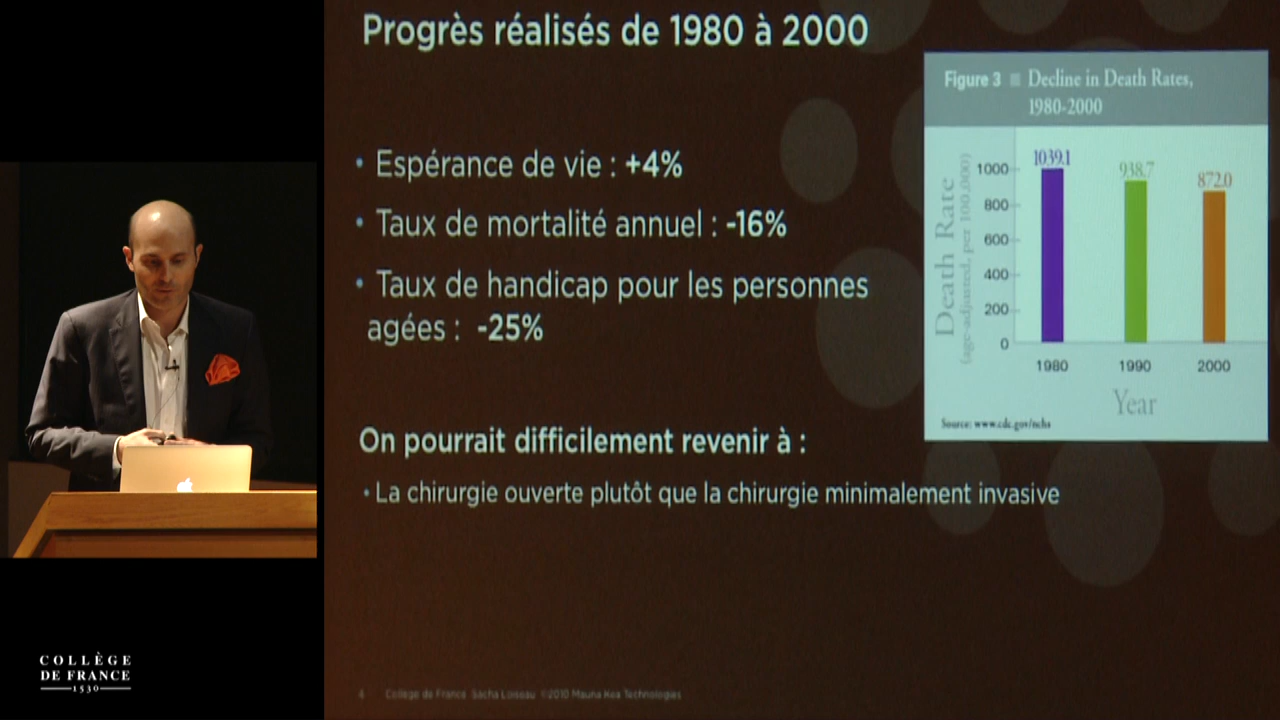 Progrès réalisés de 1980 à 2000
• Espérance de vie : +4%
• Taux de mortalité annuel : -16%
• Taux de handicap pour les personnes
agées : -25%
On pourrait difficilement revenir à :
• La chirurgie ouverte plutôt que la chirurgie minimalement invasive
Figure 3 ■ Decline in Death Rates,
1980-2000
Death Rate
(age-adjusted, per 100,000)
1000
800
600
400
200
0
1039.1
938.7
872.0
1980 1990 2000
Year
Source: www.cdc.gov/nchs
4 College de France Sacha Loiseau ©2010 Mauna Kea Technologies
COLLÈGE
DE FRANCE
1530